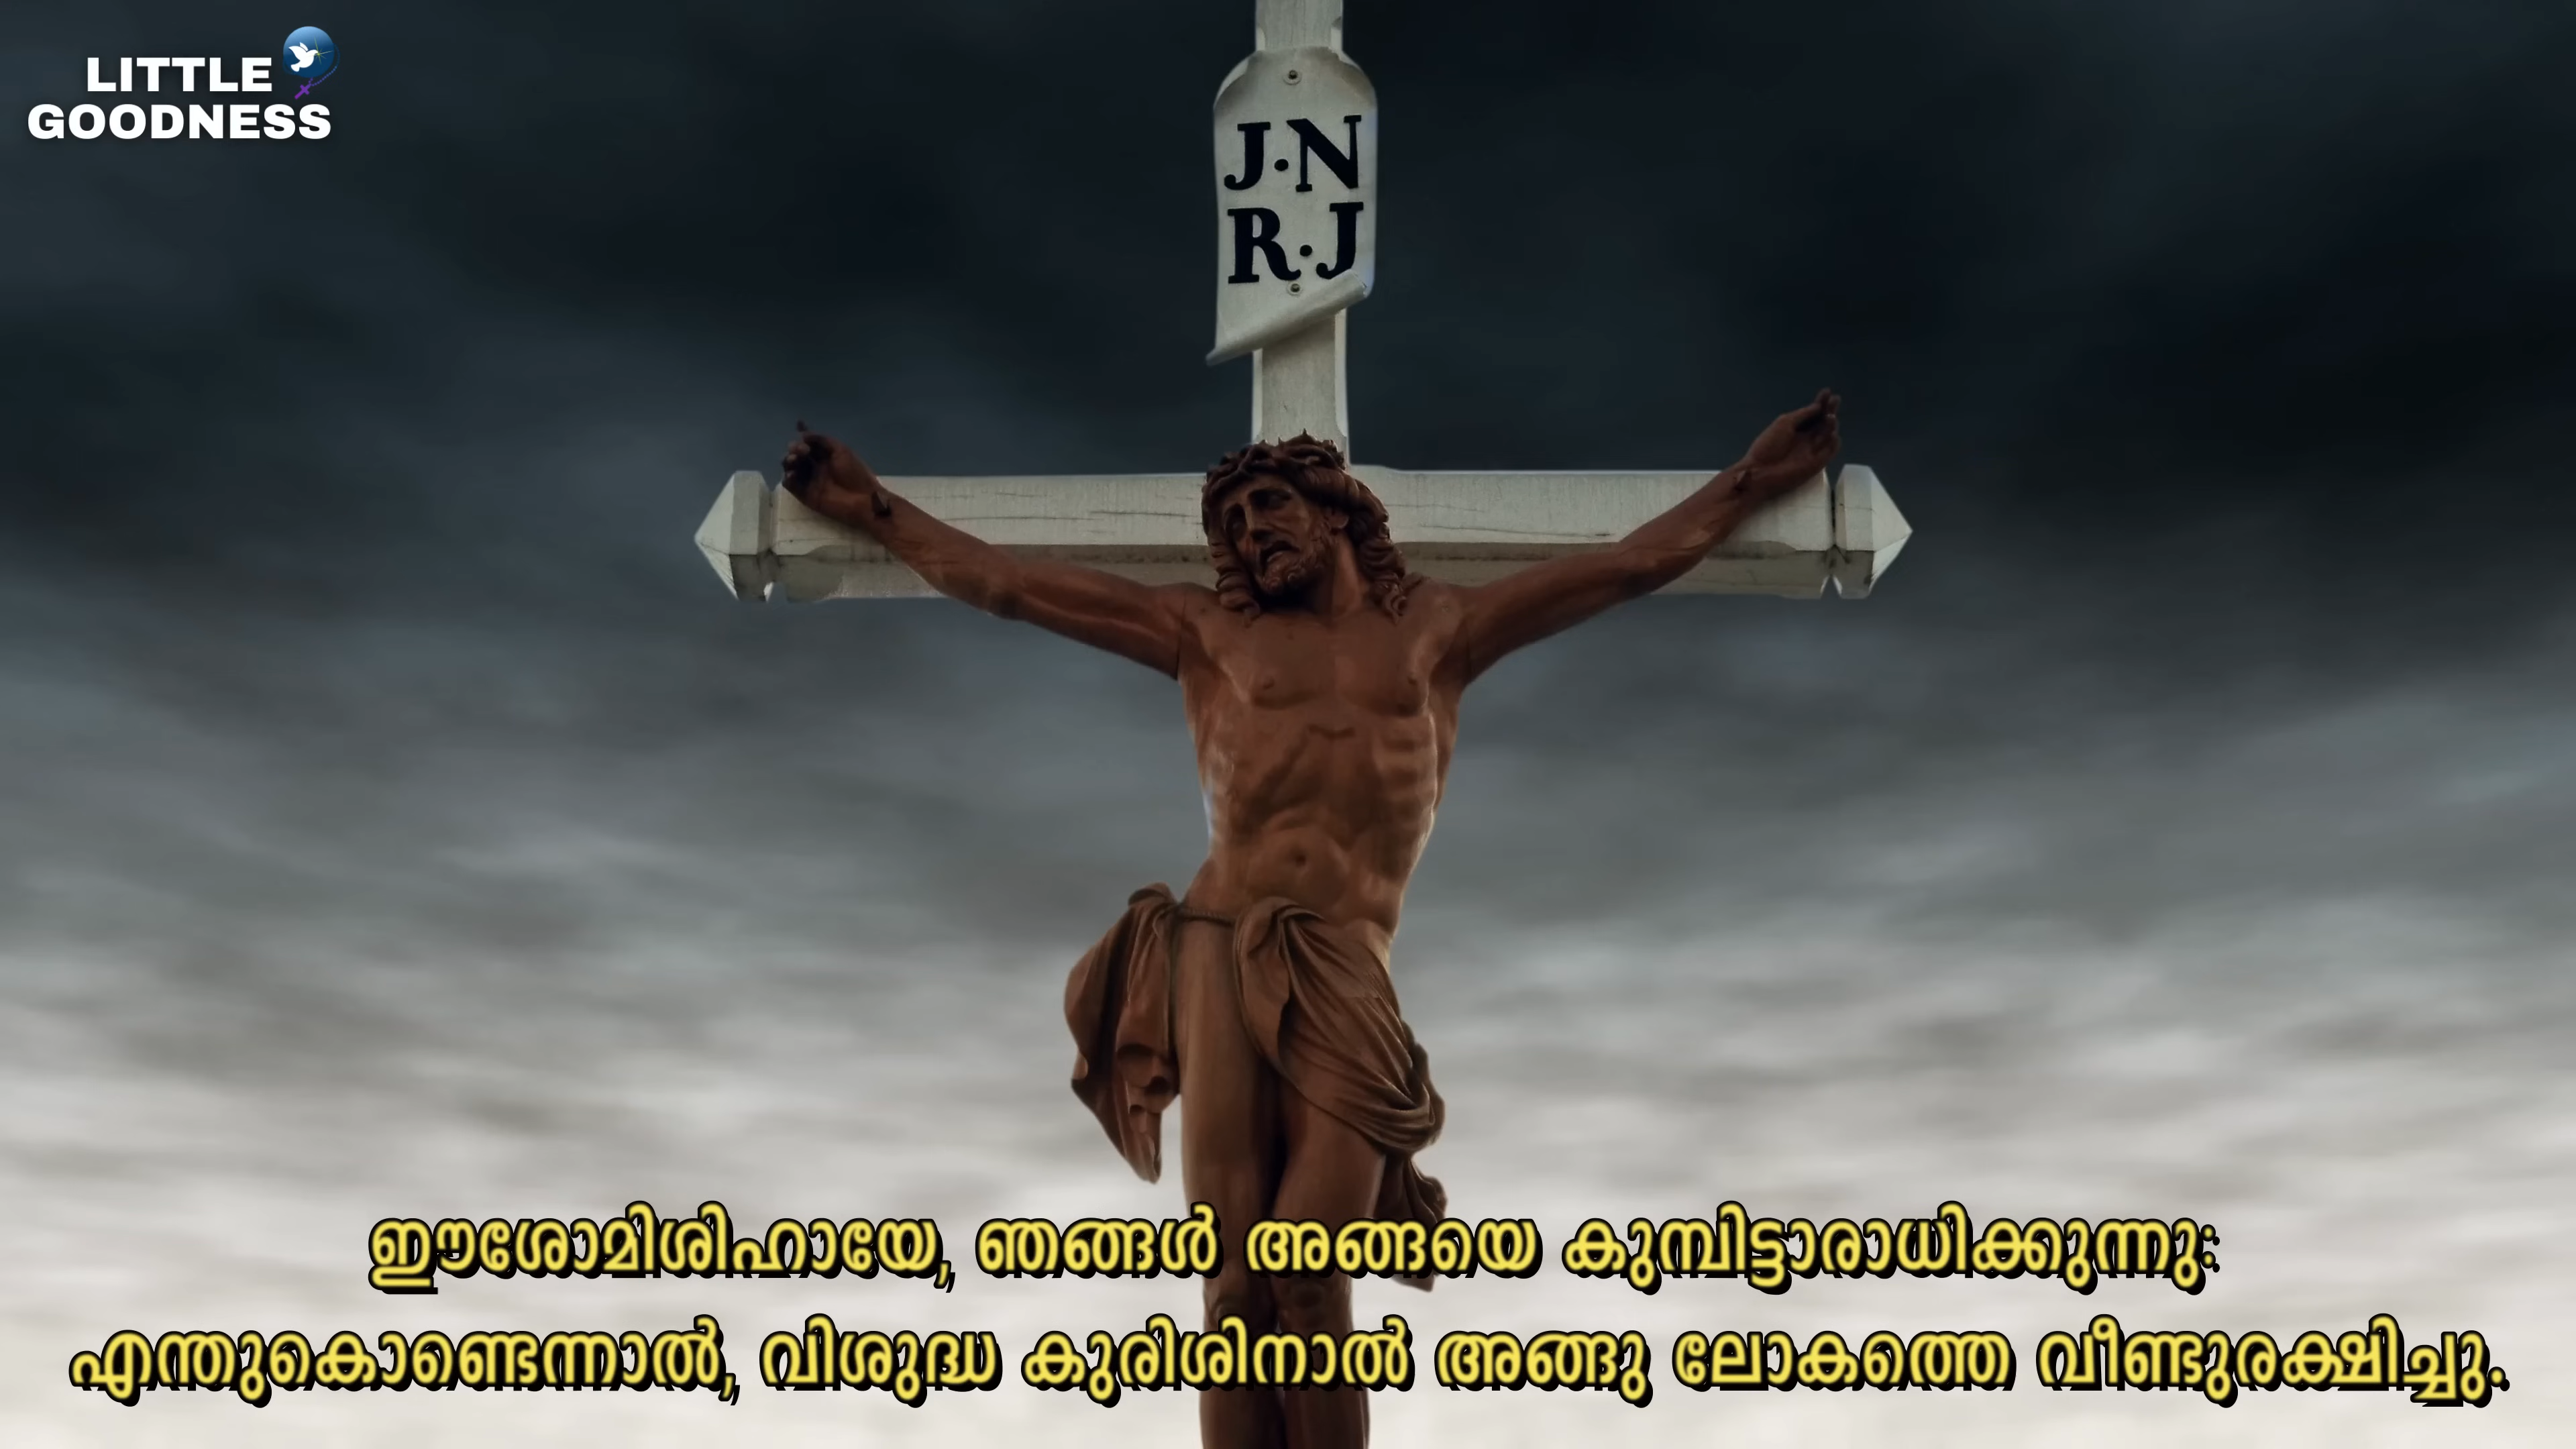 LITTLE
GOODNESS
J·N
R·J
ഈശോമിശിഹായേ, ഞങ്ങൾ അങ്ങയെ കുമ്പിട്ടാരാധിക്കുന്നു:
എന്തുകൊണ്ടെന്നാൽ, വിശുദ്ധ കുരിശിനാൽ അങ്ങു ലോകത്തെ വീണ്ടുരക്ഷിച്ചു.